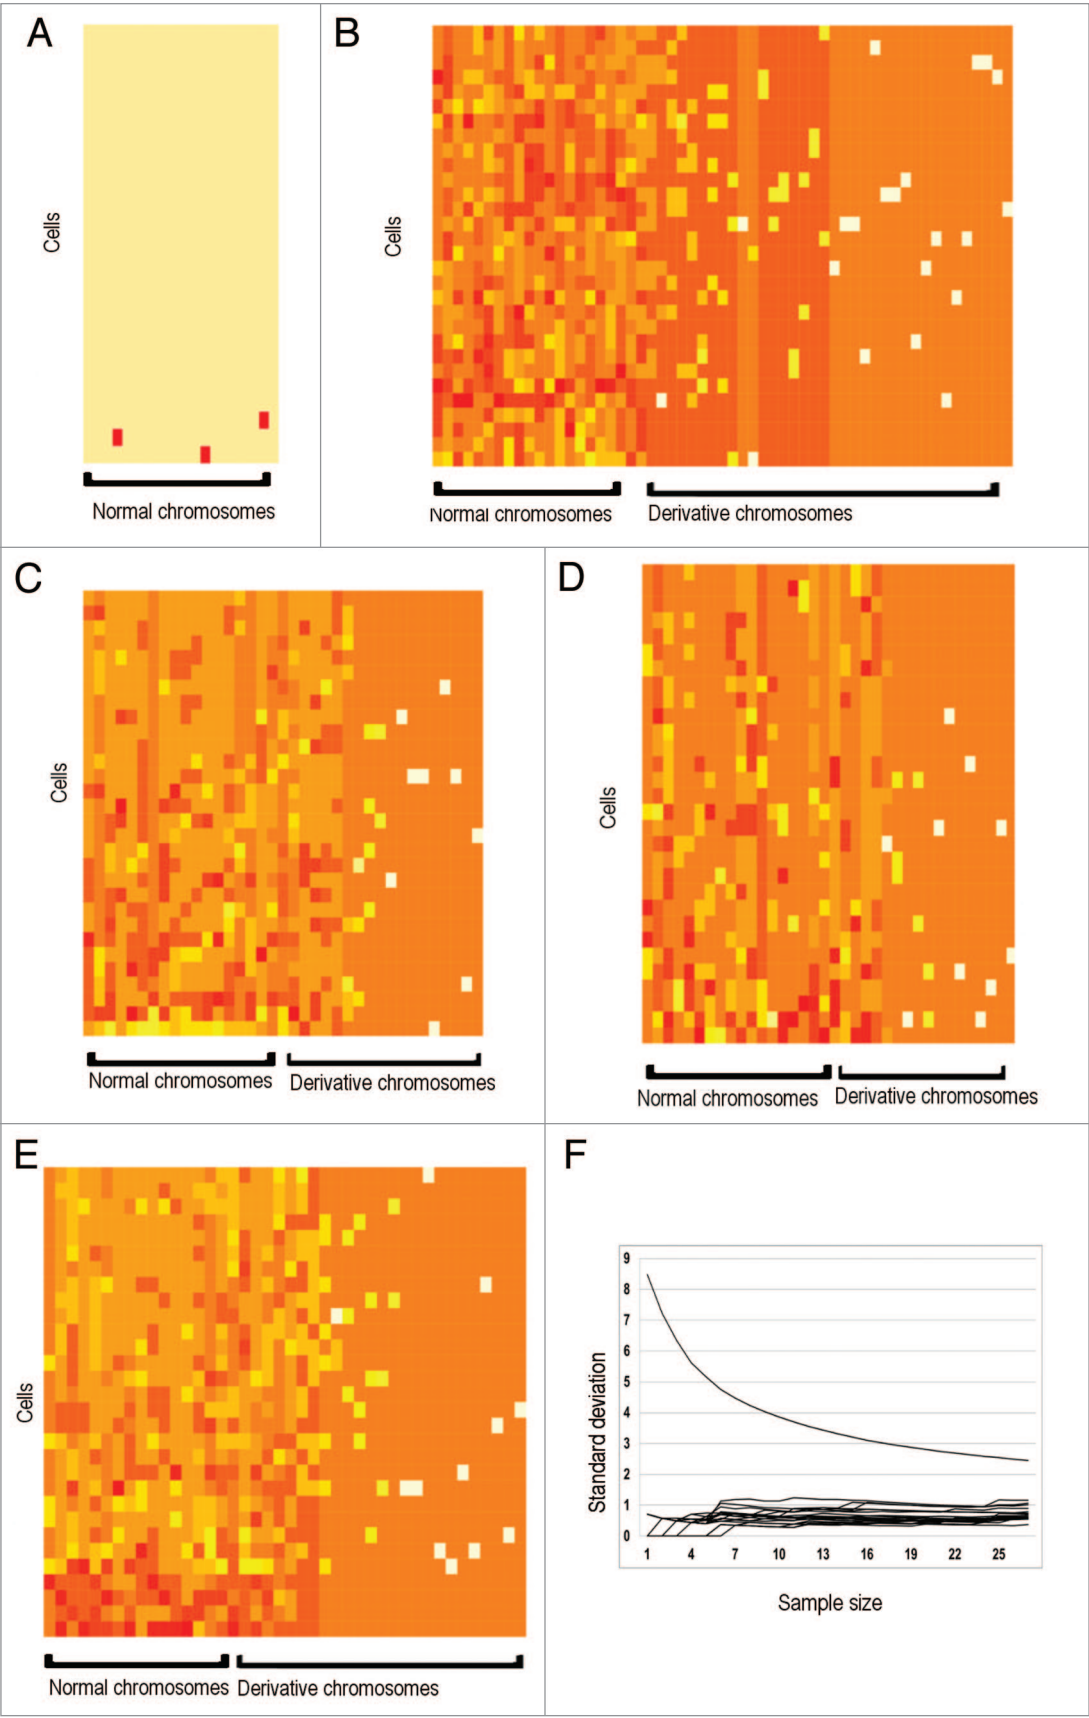 A
Cells
Normal chromosomes
B
Cells
Normal chromosomes
Derivative chromosomes
C
Cells
Normal chromosomes
Derivative chromosomes
D
Cells
Normal chromosomes
Derivative chromosomes
E
Cells
Normal chromosomes
Derivative chromosomes
F
Standard deviation
9
8
7
6
5
4
3
2
1
0
1 4 7 10 13 16 19 22 25
Sample size